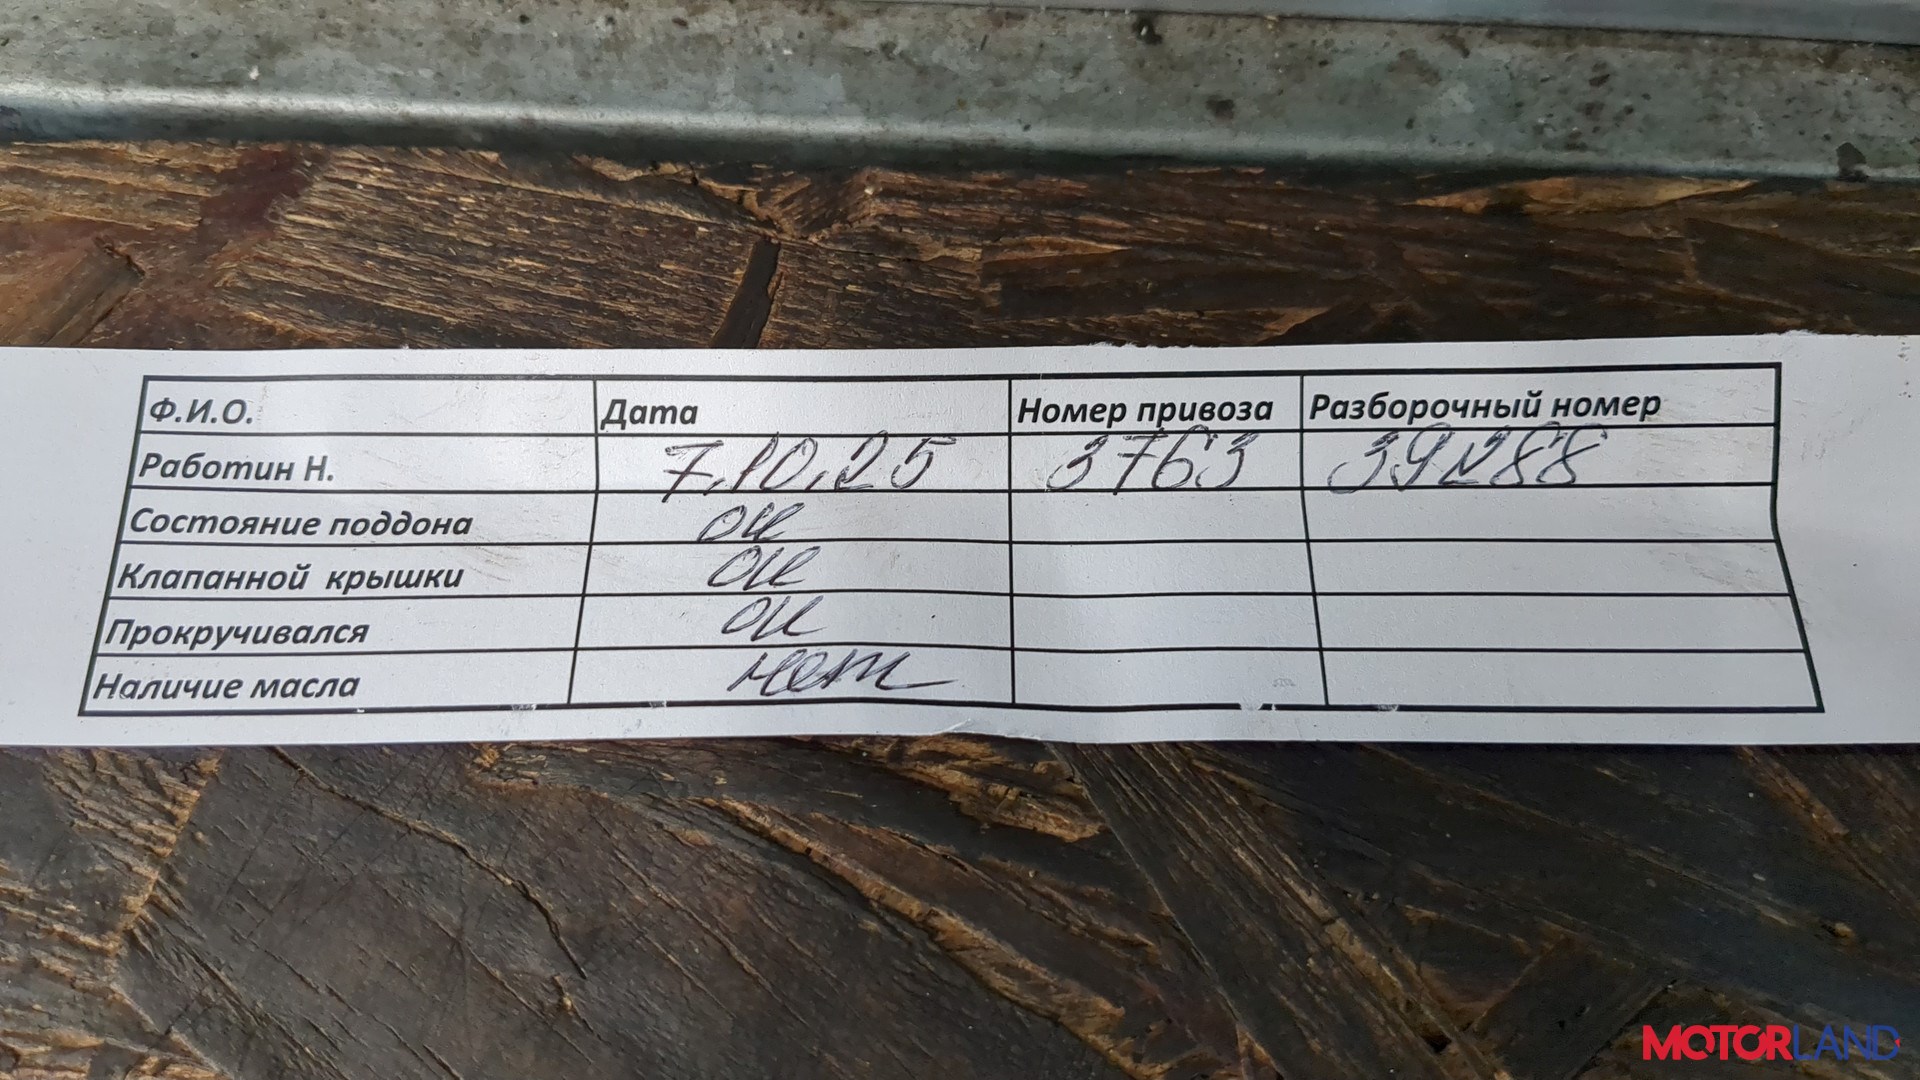 Ф.И.О. Дата Номер привоза Разборочный номер
Работин Н. 7.10.25 3763 39288
Состояние поддона ок
Клапанной крышки ок
Прокручивался ок
Наличие масла нет
MOTORLAND